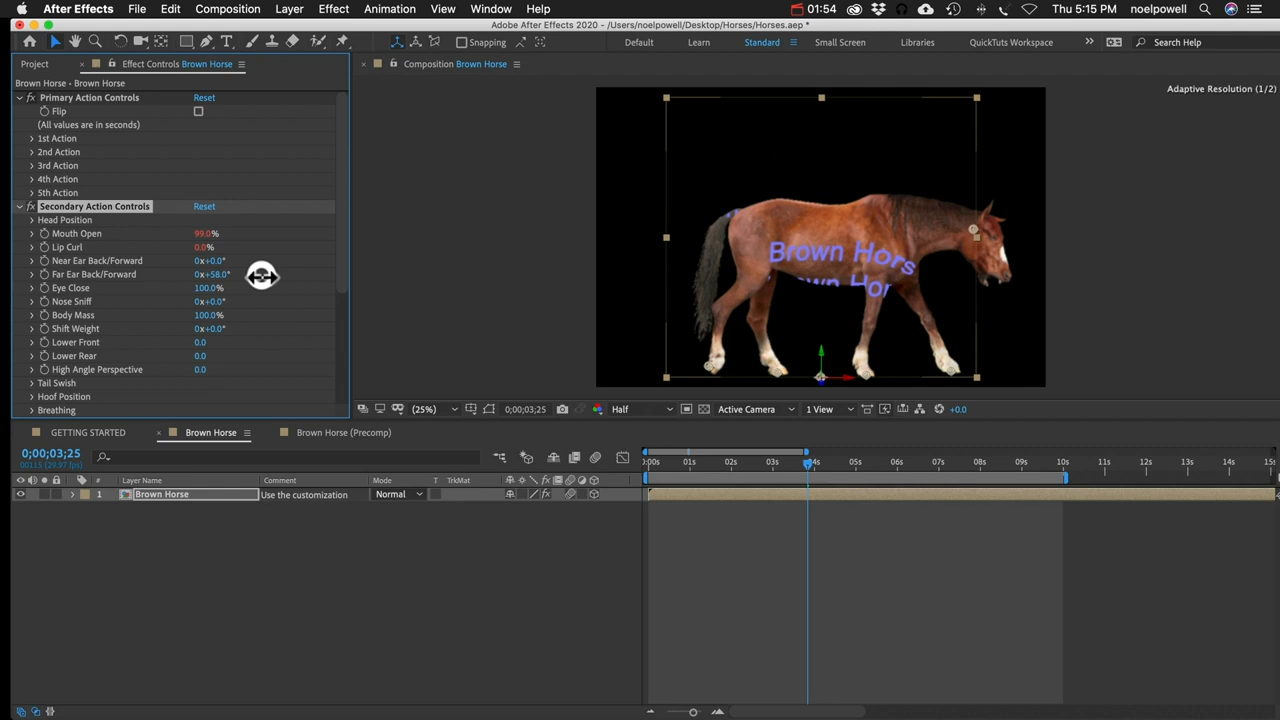 After Effects File Edit Composition Layer Effect Animation View Window Help 01:54 Thu 5:15 PM noelpowell
Adobe After Effects 2020 - /Users/noelpowell/Desktop/Horses/Horses.aep *
Snapping Default Learn Standard Small Screen Libraries QuickTuts Workspace Search Help
Project Effect Controls Brown Horse Composition Brown Horse
Brown Horse • Brown Horse
Adaptive Resolution (1/2)
fx Primary Action Controls Reset
Flip
(All values are in seconds)
1st Action
2nd Action
3rd Action
4th Action
5th Action
fx Secondary Action Controls Reset
Head Position
Mouth Open 99.0%
Lip Curl 0.0%
Near Ear Back/Forward 0x+0.0°
Far Ear Back/Forward 0x+58.0°
Eye Close 100.0%
Nose Sniff 0x+0.0°
Body Mass 100.0%
Shift Weight 0x+0.0°
Lower Front 0.0
Lower Rear 0.0
High Angle Perspective 0.0
Tail Swish
Hoof Position
Breathing
Brown Hors
wn Hor
(25%) 0;00;03;25 Half Active Camera 1 View +0.0
GETTING STARTED Brown Horse Brown Horse (Precomp)
0;00;03;25
00115 (29.97 fps)
:00s 01s 02s 03s 04s 05s 06s 07s 08s 09s 10s 11s 12s 13s 14s 15s
# Layer Name Comment Mode T TrkMat
1 Brown Horse Use the customization Normal